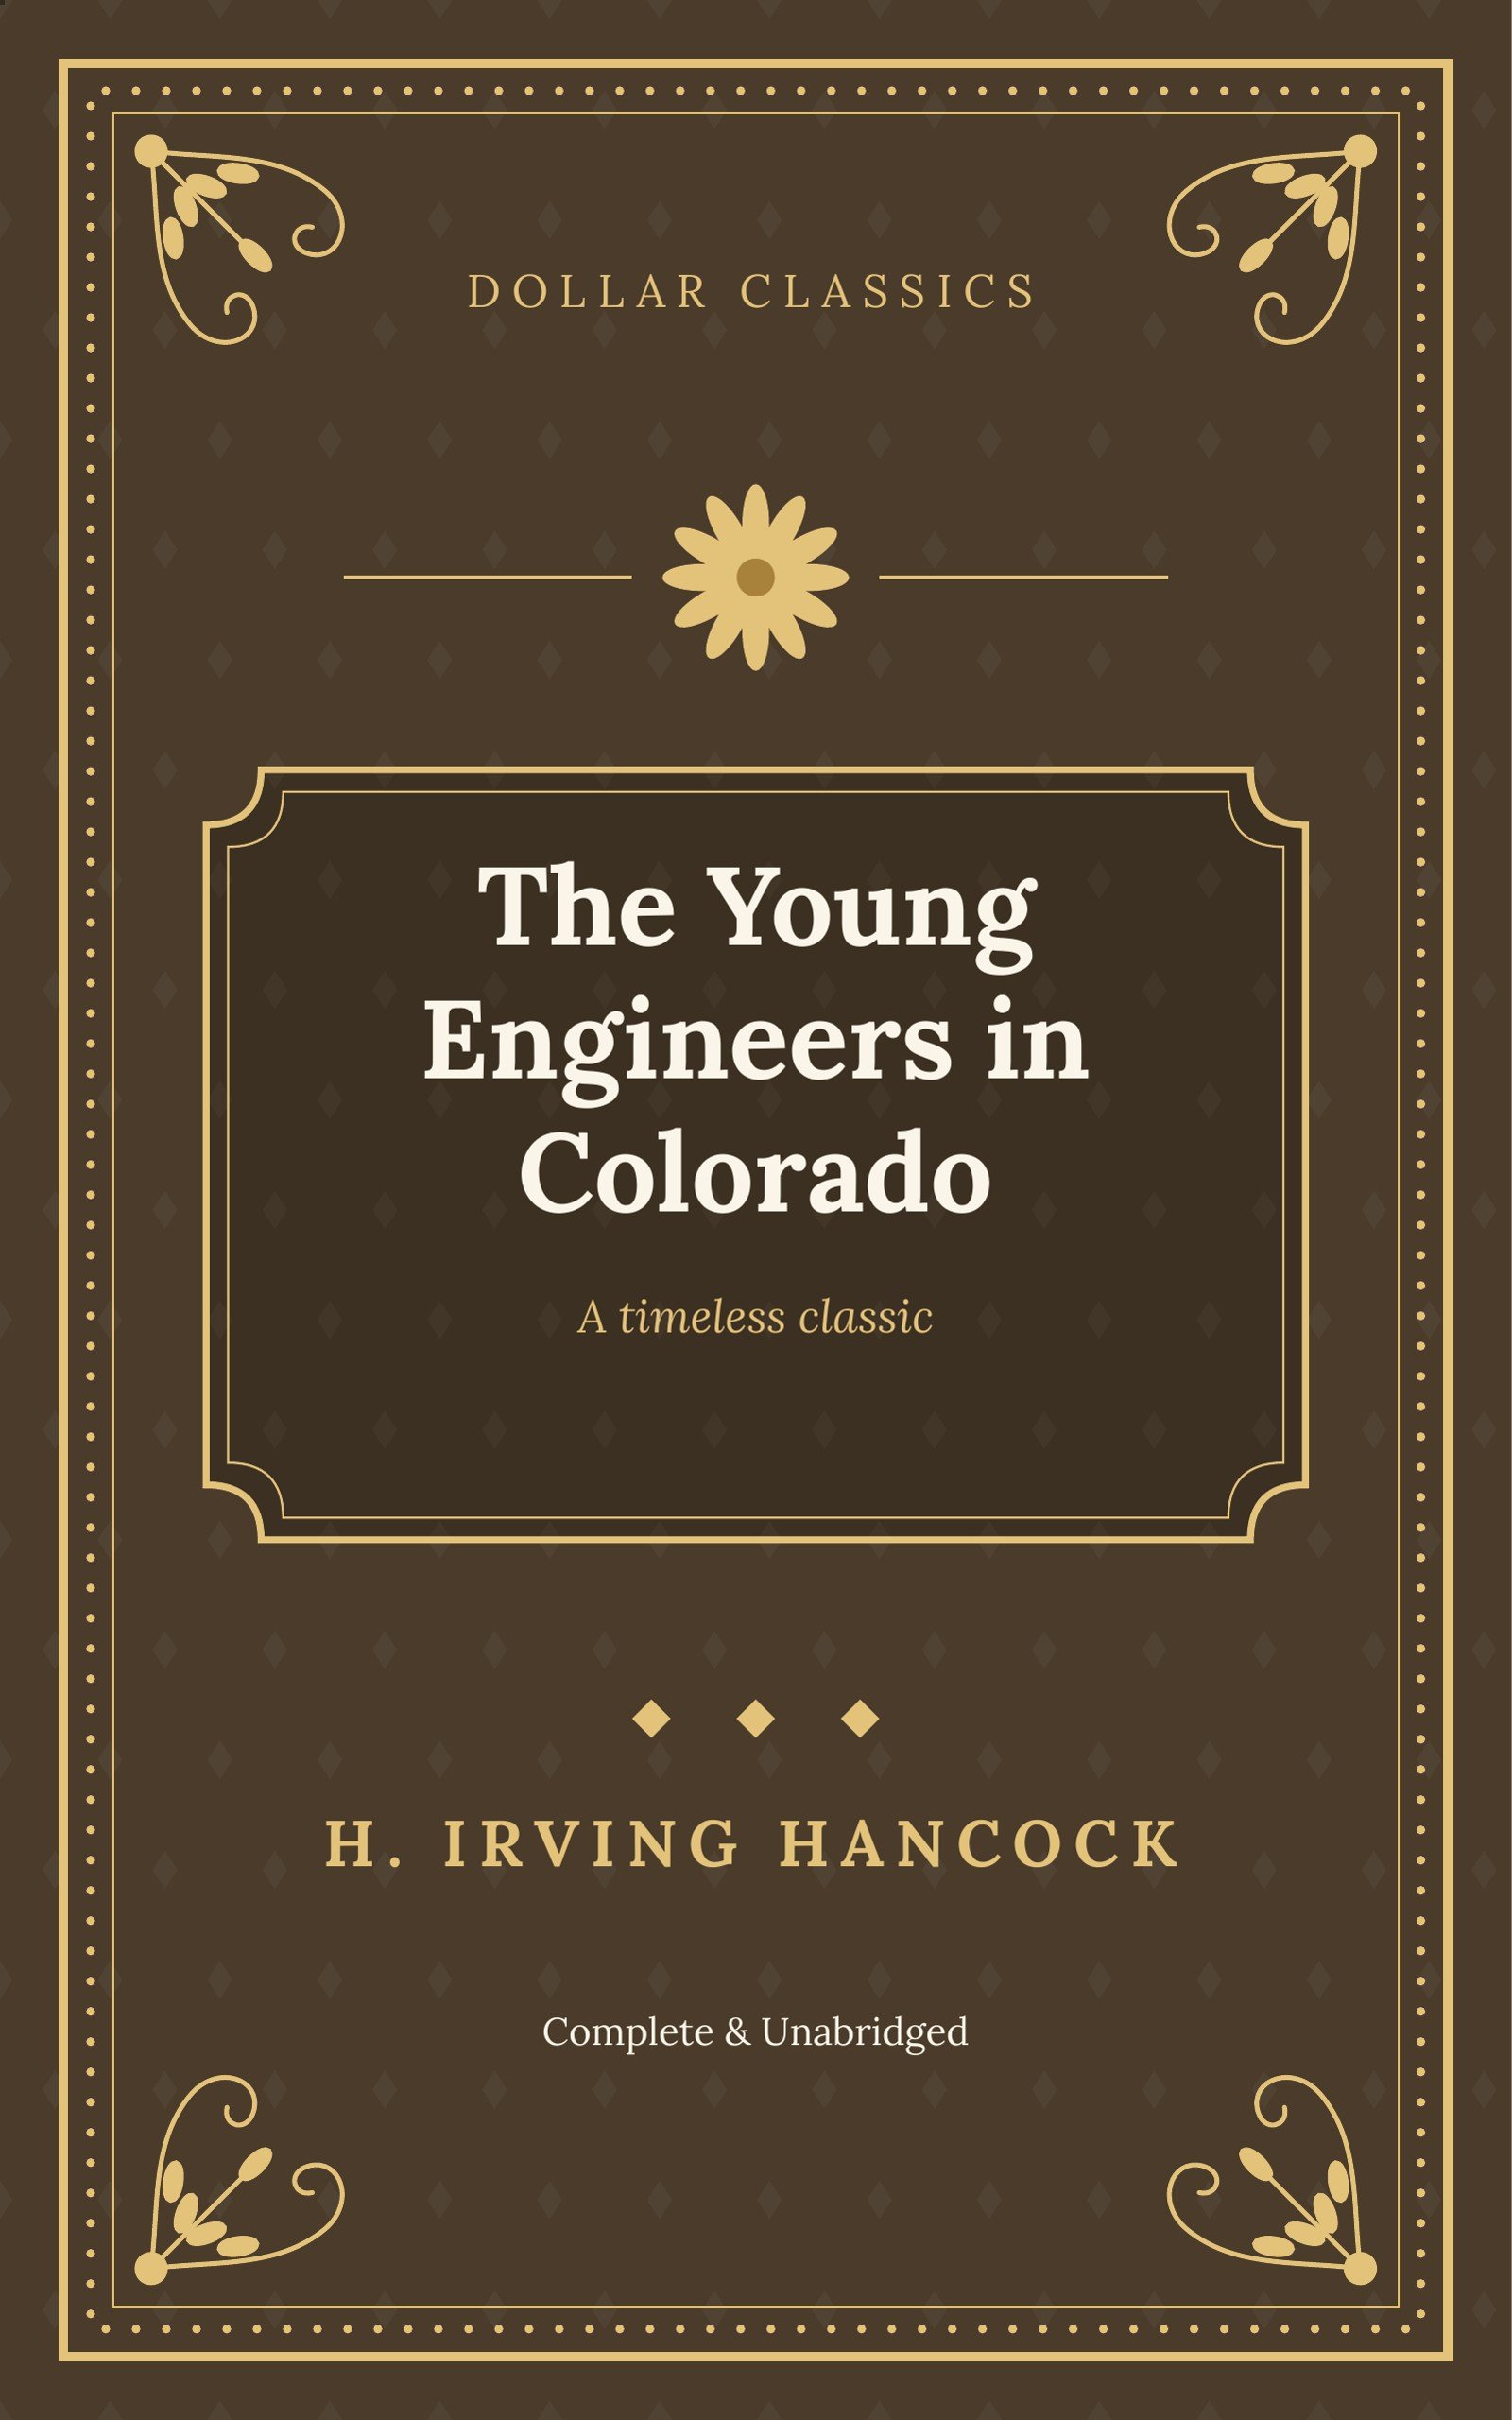 DOLLAR CLASSICS
The Young
Engineers in
Colorado
A timeless classic
H. IRVING HANCOCK
Complete & Unabridged